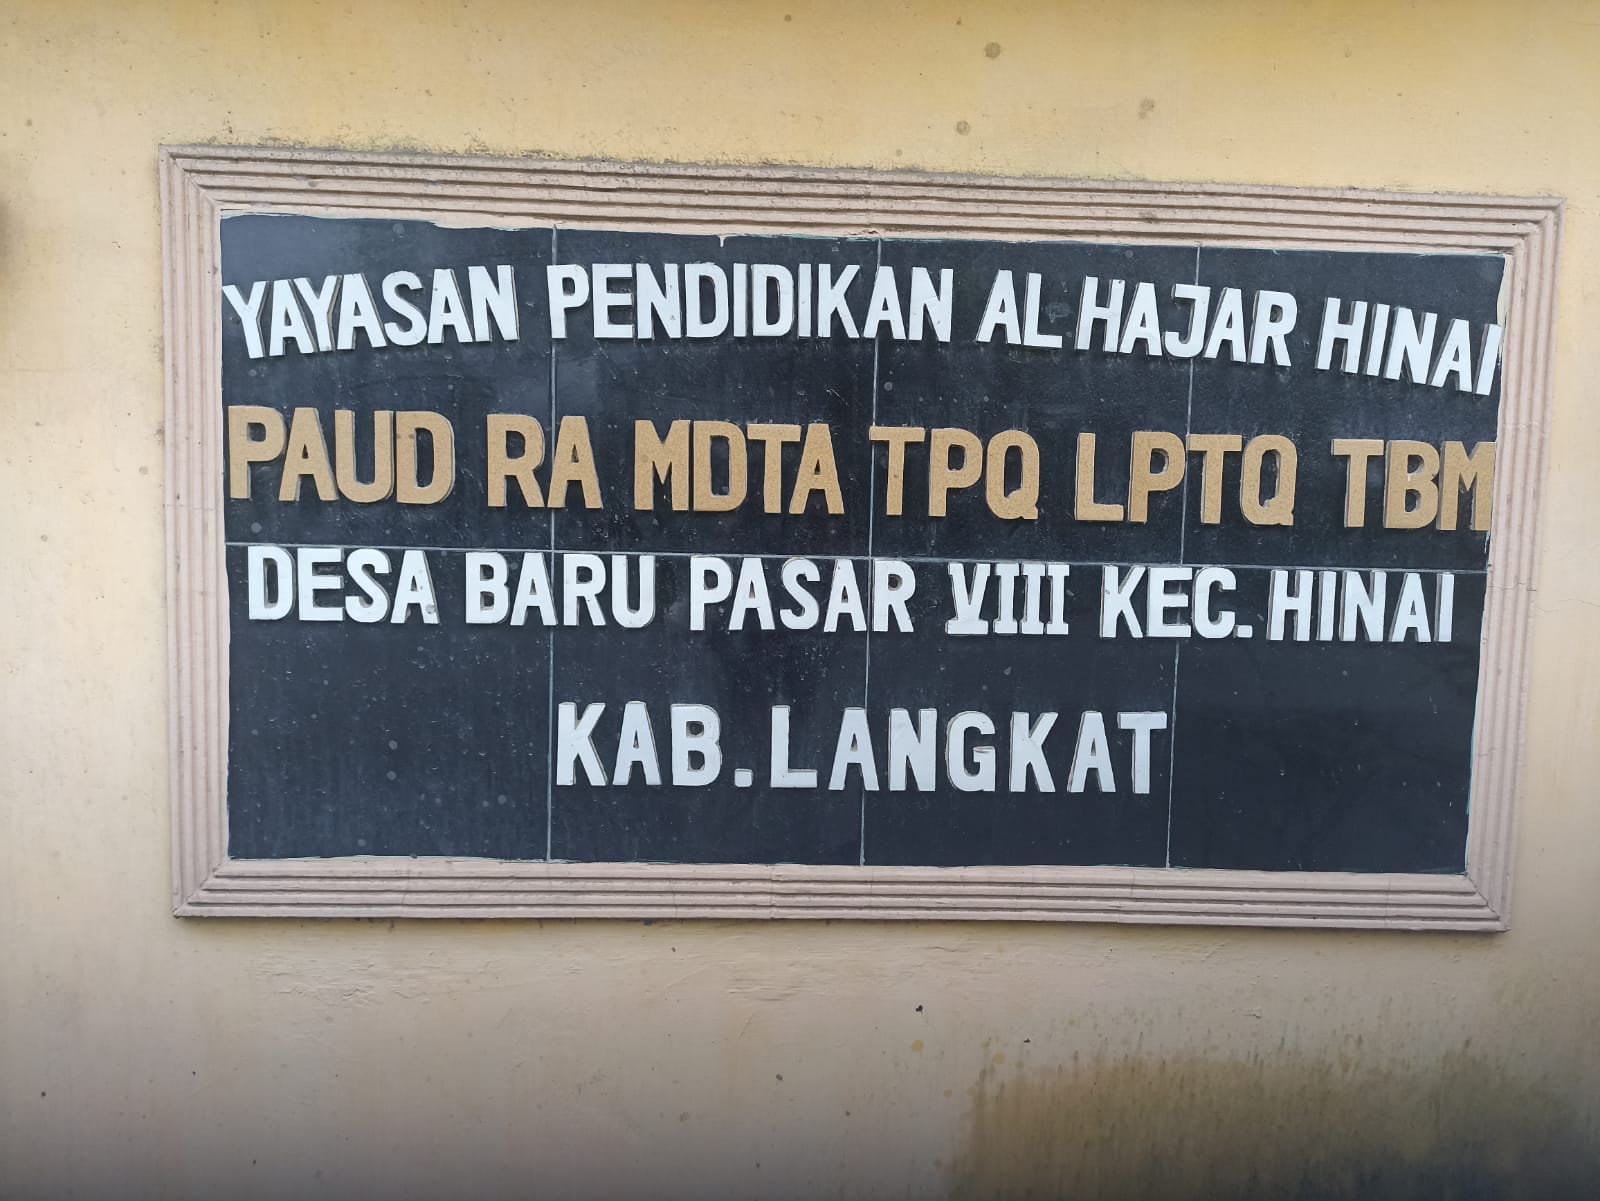 YAYASAN PENDIDIKAN AL HAJAR HINAI
PAUD RA MDTA TPQ LPTQ TBM
DESA BARU PASAR VIII KEC. HINAI
KAB. LANGKAT